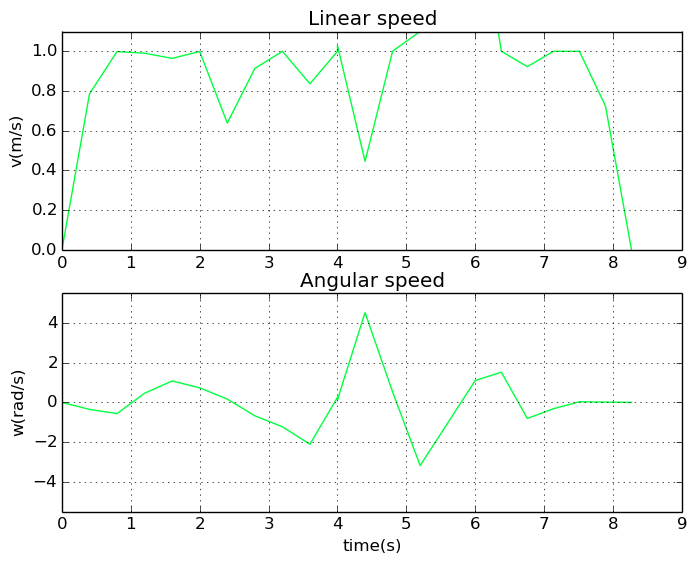 Linear speed
1.0
0.8
0.6
0.4
0.2
0.0
v(m/s)
0 1 2 3 4 5 6 7 8 9
Angular speed
4
2
0
−2
−4
w(rad/s)
0 1 2 3 4 5 6 7 8 9
time(s)